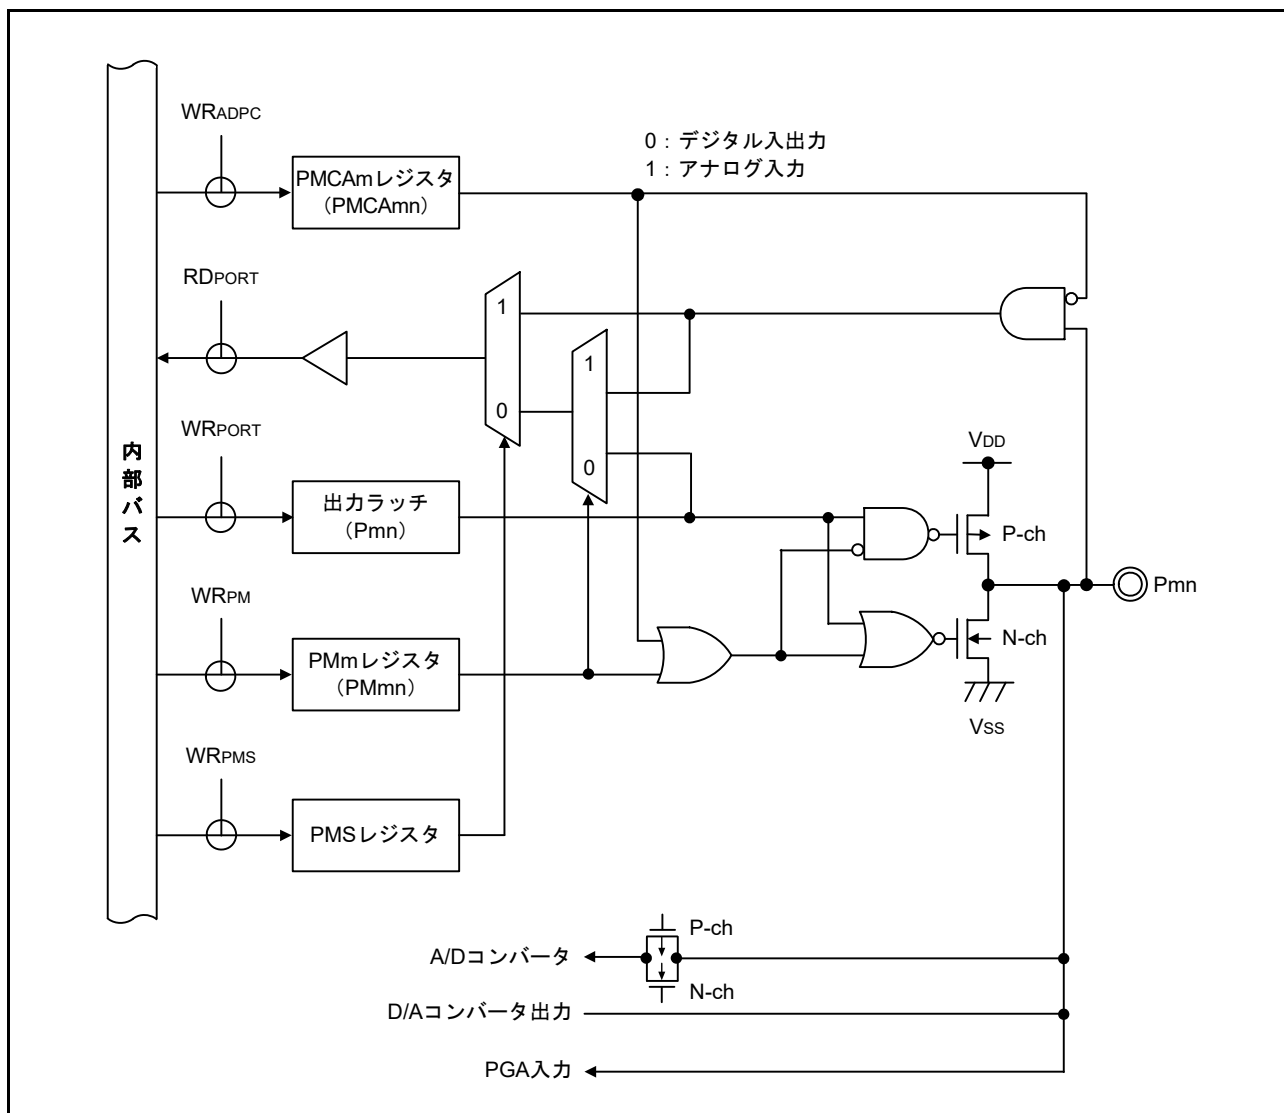 WRADPC
0：デジタル入出力
1：アナログ入力
PMCAmレジスタ
（PMCAmn）
RDPORT
1
1
0
0
WRPORT
内部バス
出力ラッチ
（Pmn）
VDD
P-ch
Pmn
N-ch
VSS
WRPM
PMmレジスタ
（PMmn）
WRPMS
PMSレジスタ
P-ch
A/Dコンバータ
N-ch
D/Aコンバータ出力
PGA入力